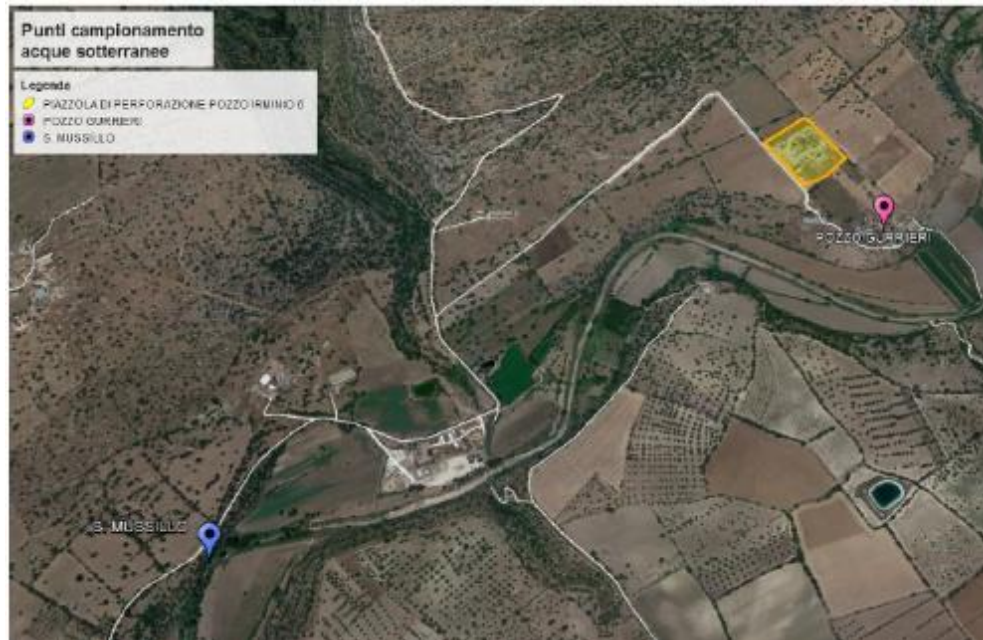 Punti campionamento
acque sotterranee
Legenda
PIAZZOLA DI PERFORAZIONE POZZO IRMINIO 6
POZZO GURRIERI
S. MUSSILLO
POZZO GURRIERI
S. MUSSILLO